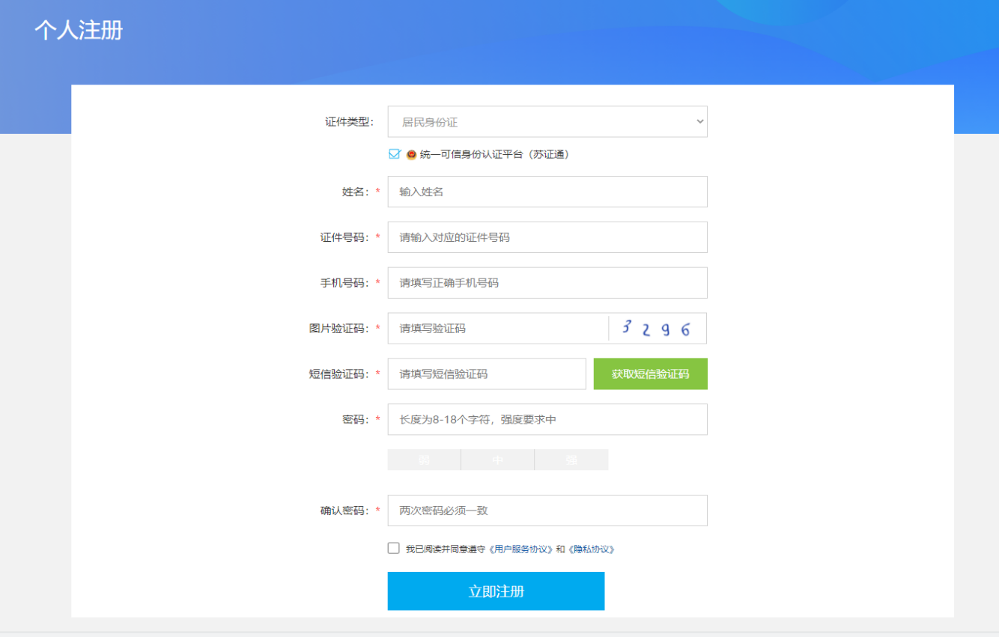 个人注册
证件类型：
居民身份证
统一可信身份认证平台（苏证通）
姓名：* 输入姓名
证件号码：* 请输入对应的证件号码
手机号码：* 请填写正确手机号码
图片验证码：* 请填写验证码 3 2 9 6
短信验证码：* 请填写短信验证码 获取短信验证码
密码：* 长度为8-18个字符，强度要求中
弱 中 强
确认密码：* 两次密码必须一致
我已阅读并同意遵守《用户服务协议》和《隐私协议》
立即注册